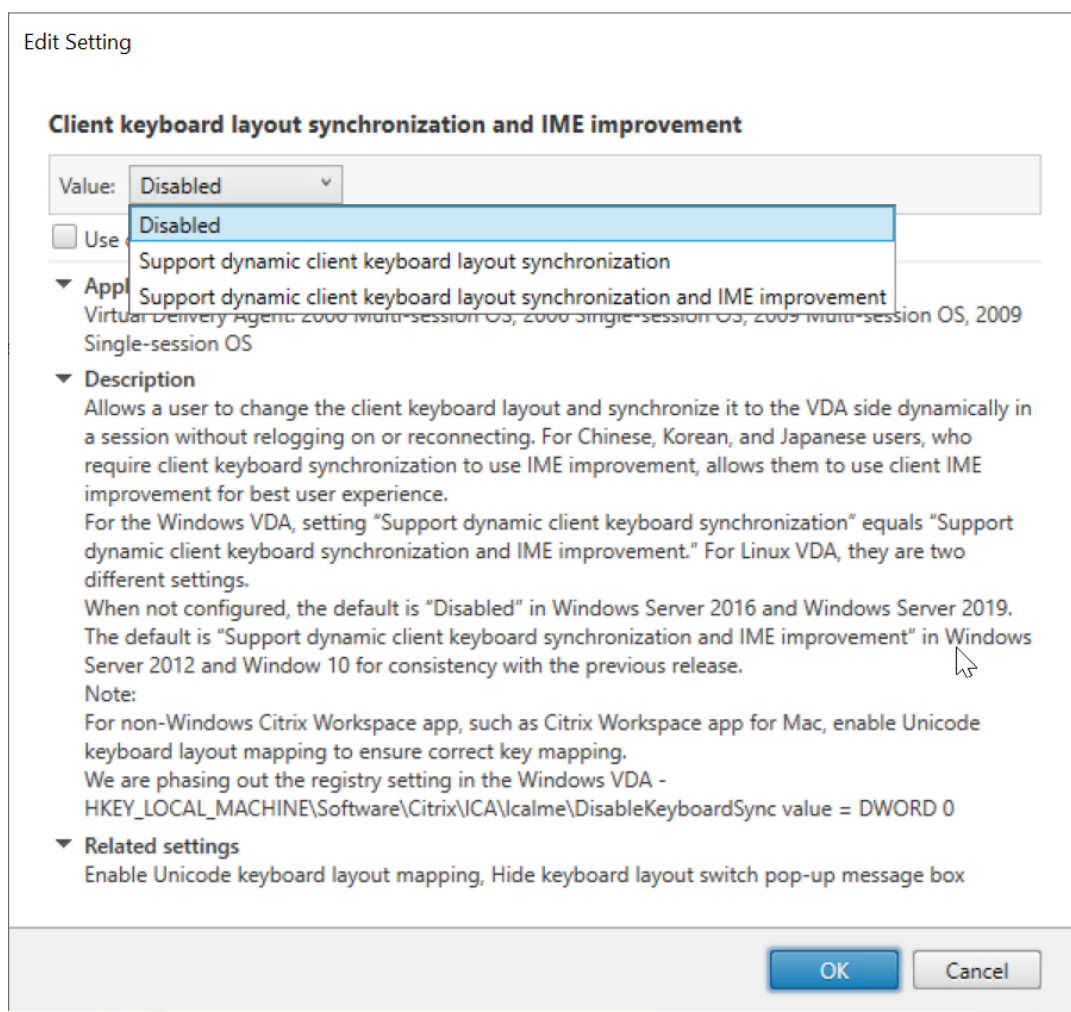 Edit Setting
Client keyboard layout synchronization and IME improvement
Value: Disabled
Disabled
Use
Support dynamic client keyboard layout synchronization
Appl
Support dynamic client keyboard layout synchronization and IME improvement
Virtual Delivery Agent: 2006 Multi-session OS, 2006 Single-session OS, 2009 Multi-session OS, 2009
Single-session OS
Description
Allows a user to change the client keyboard layout and synchronize it to the VDA side dynamically in
a session without relogging on or reconnecting. For Chinese, Korean, and Japanese users, who
require client keyboard synchronization to use IME improvement, allows them to use client IME
improvement for best user experience.
For the Windows VDA, setting “Support dynamic client keyboard synchronization” equals “Support
dynamic client keyboard synchronization and IME improvement.” For Linux VDA, they are two
different settings.
When not configured, the default is “Disabled” in Windows Server 2016 and Windows Server 2019.
The default is “Support dynamic client keyboard synchronization and IME improvement” in Windows
Server 2012 and Window 10 for consistency with the previous release.
Note:
For non-Windows Citrix Workspace app, such as Citrix Workspace app for Mac, enable Unicode
keyboard layout mapping to ensure correct key mapping.
We are phasing out the registry setting in the Windows VDA -
HKEY_LOCAL_MACHINE\Software\Citrix\ICA\IcaIme\DisableKeyboardSync value = DWORD 0
Related settings
Enable Unicode keyboard layout mapping, Hide keyboard layout switch pop-up message box
OK
Cancel